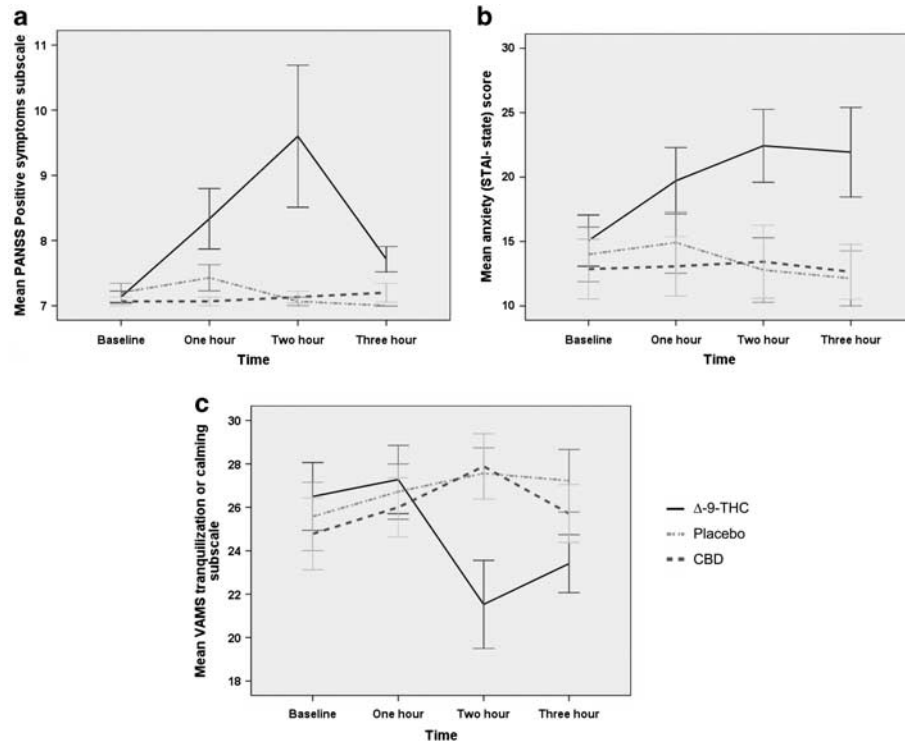 a
Mean PANSS Positive symptoms subscale
11
10
9
8
7
Baseline One hour Two hour Three hour
Time
b
Mean anxiety (STAI- state) score
30
25
20
15
10
Baseline One hour Two hour Three hour
Time
c
Mean VAMS tranquilization or calming
subscale
30
28
26
24
22
20
18
Baseline One hour Two hour Three hour
Time
Δ-9-THC
Placebo
CBD